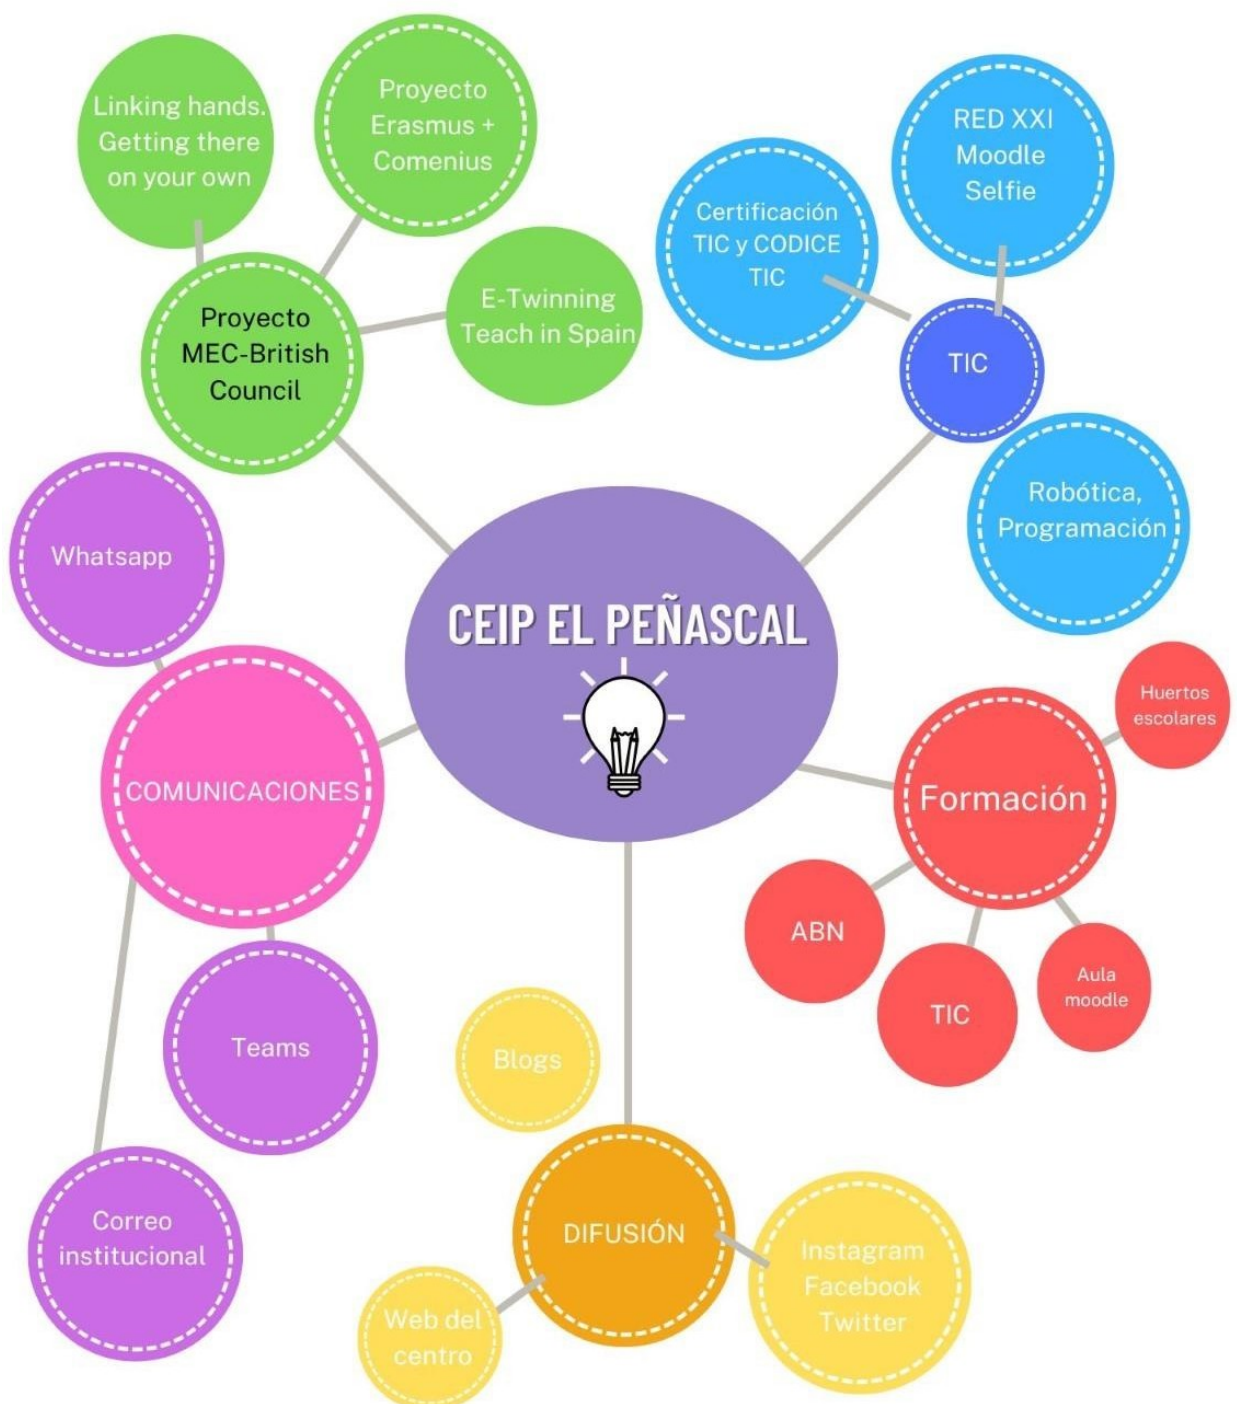 Linking hands.
Getting there
on your own
Proyecto
Erasmus +
Comenius
E-Twinning
Teach in Spain
Proyecto
MEC-British
Council
RED XXI
Moodle
Selfie
Certificación
TIC y CODICE
TIC
TIC
Robótica,
Programación
Whatsapp
COMUNICACIONES
Teams
Correo
institucional
CEIP EL PEÑASCAL
Huertos
escolares
Formación
ABN
TIC
Aula
moodle
Blogs
DIFUSIÓN
Web del
centro
Instagram
Facebook
Twitter